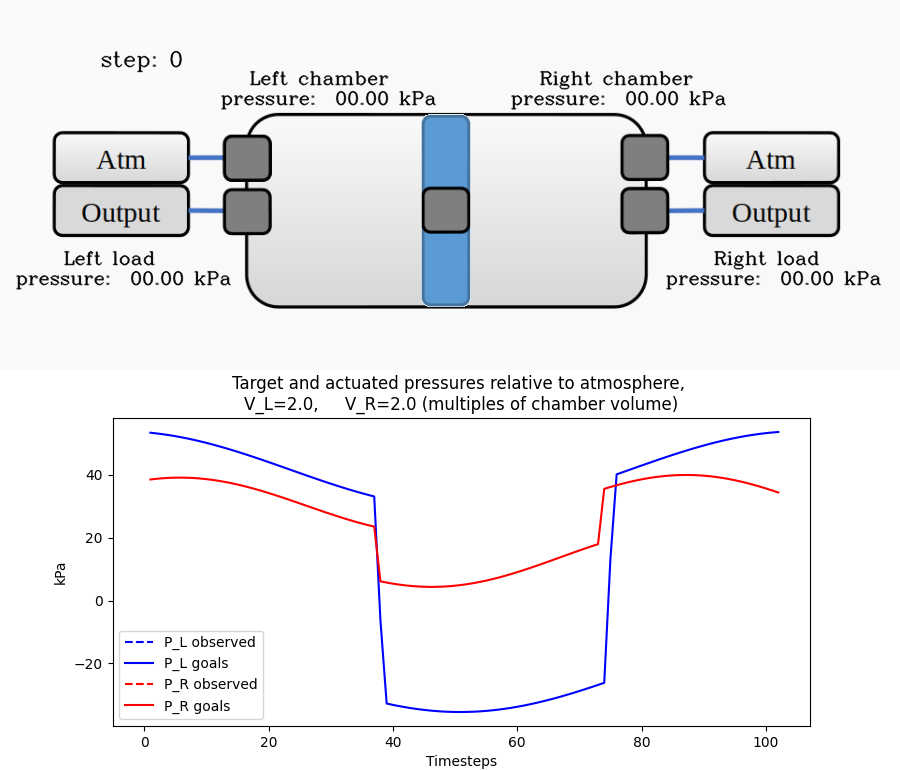 step: 0
Left chamber
pressure: 00.00 kPa
Right chamber
pressure: 00.00 kPa
Atm
Output
Atm
Output
Left load
pressure: 00.00 kPa
Right load
pressure: 00.00 kPa
Target and actuated pressures relative to atmosphere,
V_L=2.0, V_R=2.0 (multiples of chamber volume)
40
20
0
−20
kPa
P_L observed
P_L goals
P_R observed
P_R goals
0 20 40 60 80 100
Timesteps